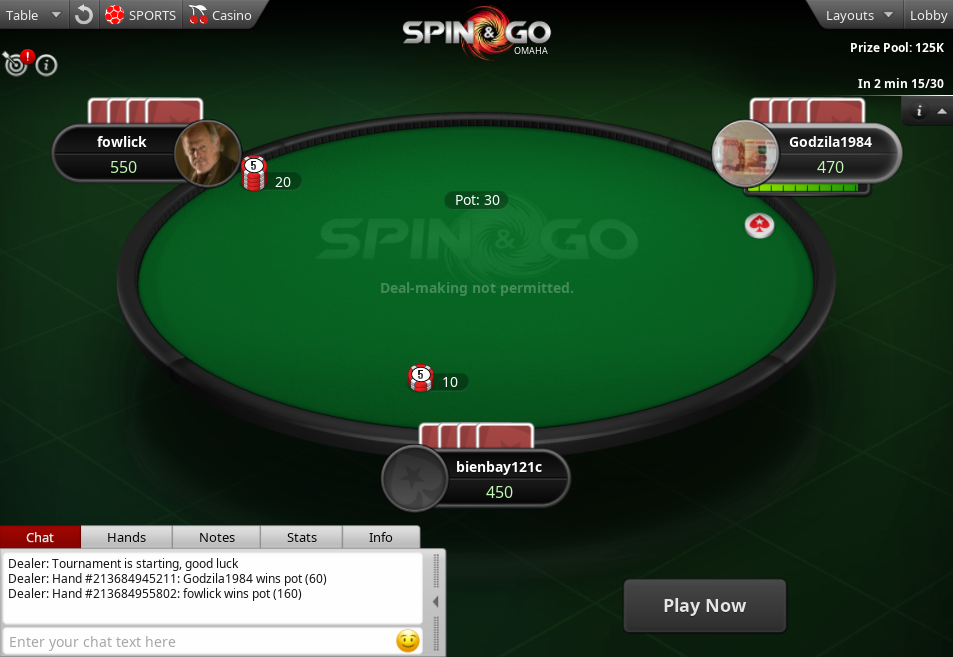 Table
SPORTS
Casino
SPIN & GO
OMAHA
Layouts
Lobby
Prize Pool: 125K
In 2 min 15/30
!
i
i
fowlick
550
Godzila1984
470
5
20
Pot: 30
SPIN & GO
Deal-making not permitted.
5
10
bienbay121c
450
Chat
Hands
Notes
Stats
Info
Dealer: Tournament is starting, good luck
Dealer: Hand #213684945211: Godzila1984 wins pot (60)
Dealer: Hand #213684955802: fowlick wins pot (160)
Enter your chat text here
Play Now